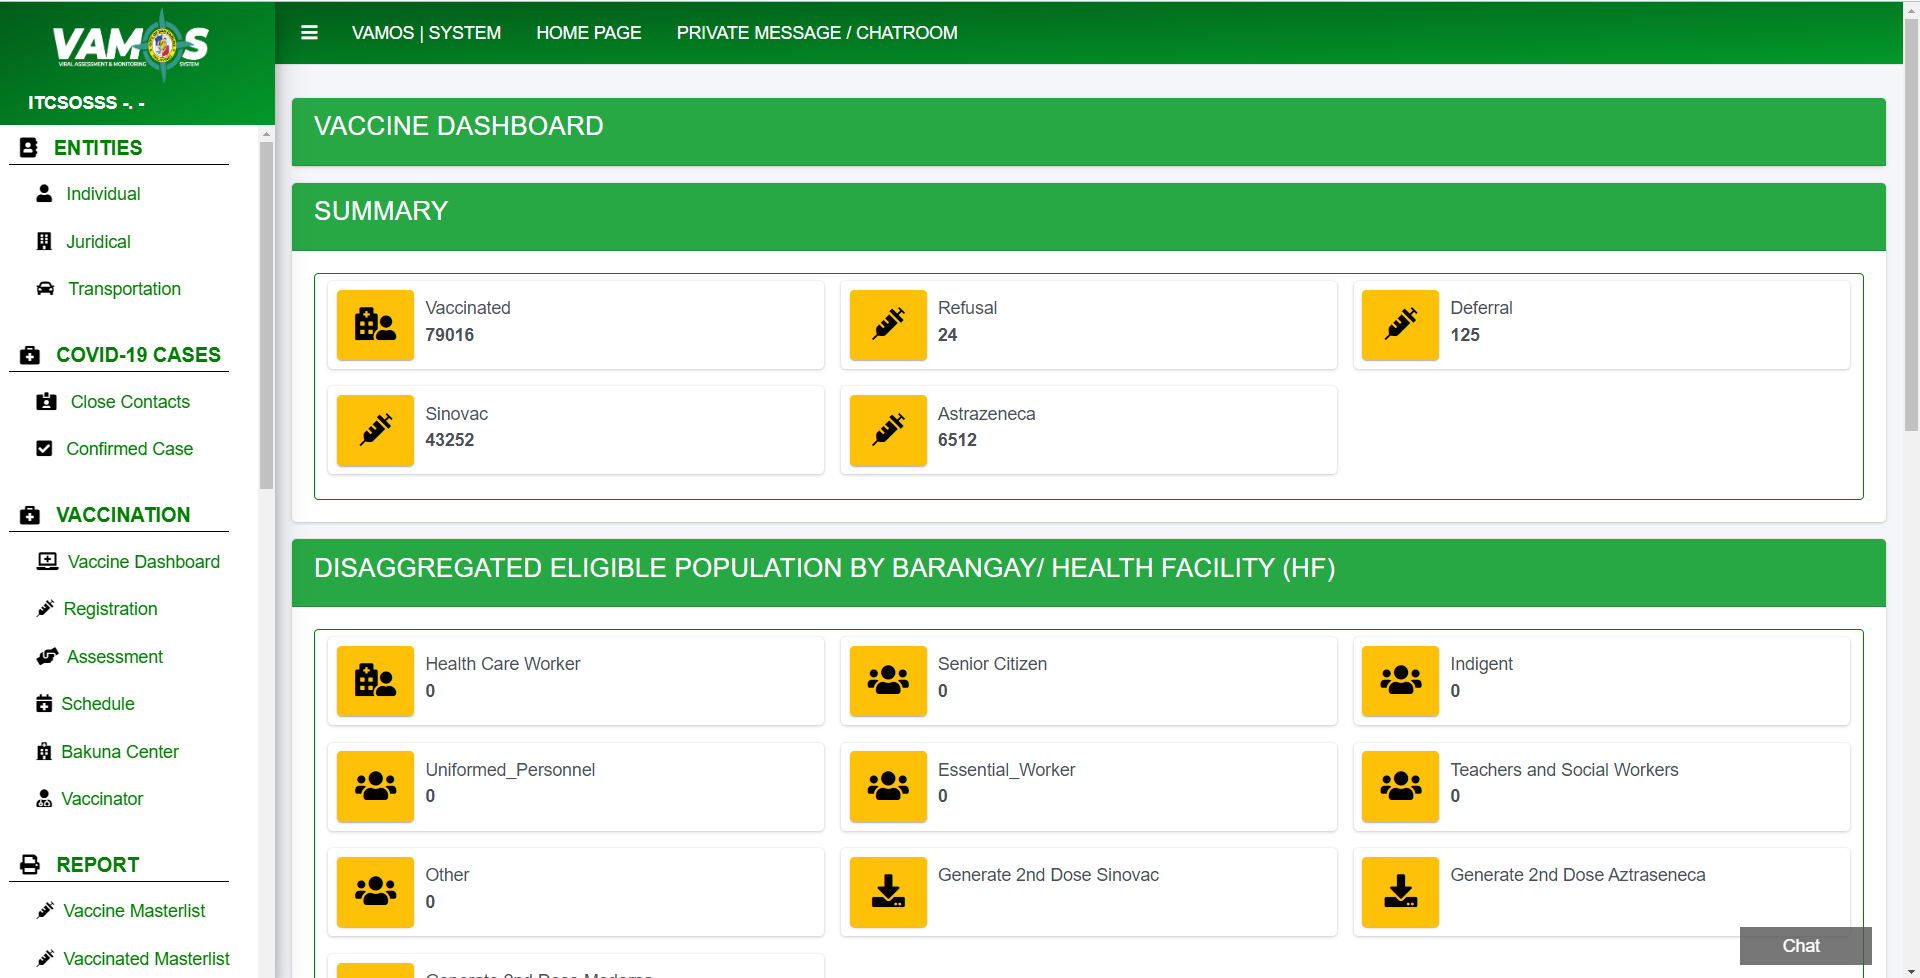 VAMOS
VIRAL ASSESSMENT & MONITORING SYSTEM
ITCSOSSS -. -
VAMOS | SYSTEM
HOME PAGE
PRIVATE MESSAGE / CHATROOM
ENTITIES
Individual
Juridical
Transportation
COVID-19 CASES
Close Contacts
Confirmed Case
VACCINATION
Vaccine Dashboard
Registration
Assessment
Schedule
Bakuna Center
Vaccinator
REPORT
Vaccine Masterlist
Vaccinated Masterlist
VACCINE DASHBOARD
SUMMARY
Vaccinated
79016
Refusal
24
Deferral
125
Sinovac
43252
Astrazeneca
6512
DISAGGREGATED ELIGIBLE POPULATION BY BARANGAY/ HEALTH FACILITY (HF)
Health Care Worker
0
Senior Citizen
0
Indigent
0
Uniformed_Personnel
0
Essential_Worker
0
Teachers and Social Workers
0
Other
0
Generate 2nd Dose Sinovac
Generate 2nd Dose Aztraseneca
Generate 2nd Dose Moderna
Chat